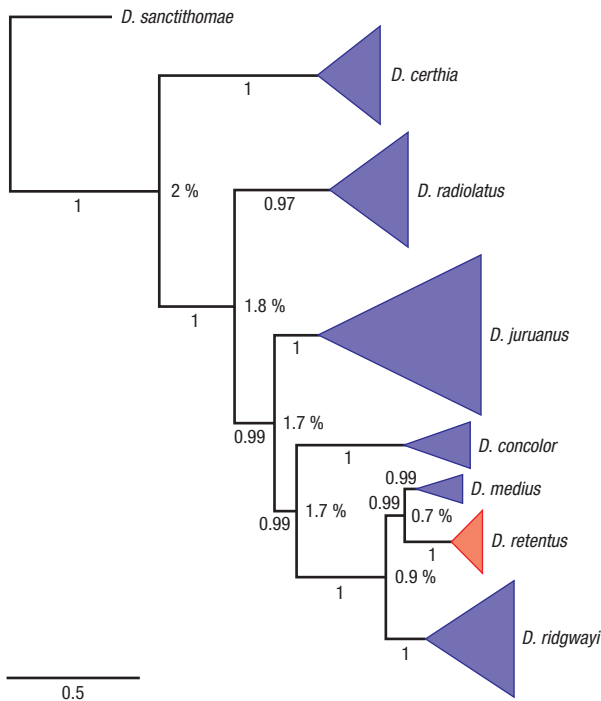 D. sanctithomae
1
D. certhia
2 %
1
0.97
D. radiolatus
1.8 %
1
1
D. juruanus
1.7 %
0.99
1
D. concolor
0.99
D. medius
0.99
0.7 %
1.7 %
0.99
1
D. retentus
0.9 %
1
1
D. ridgwayi
0.5